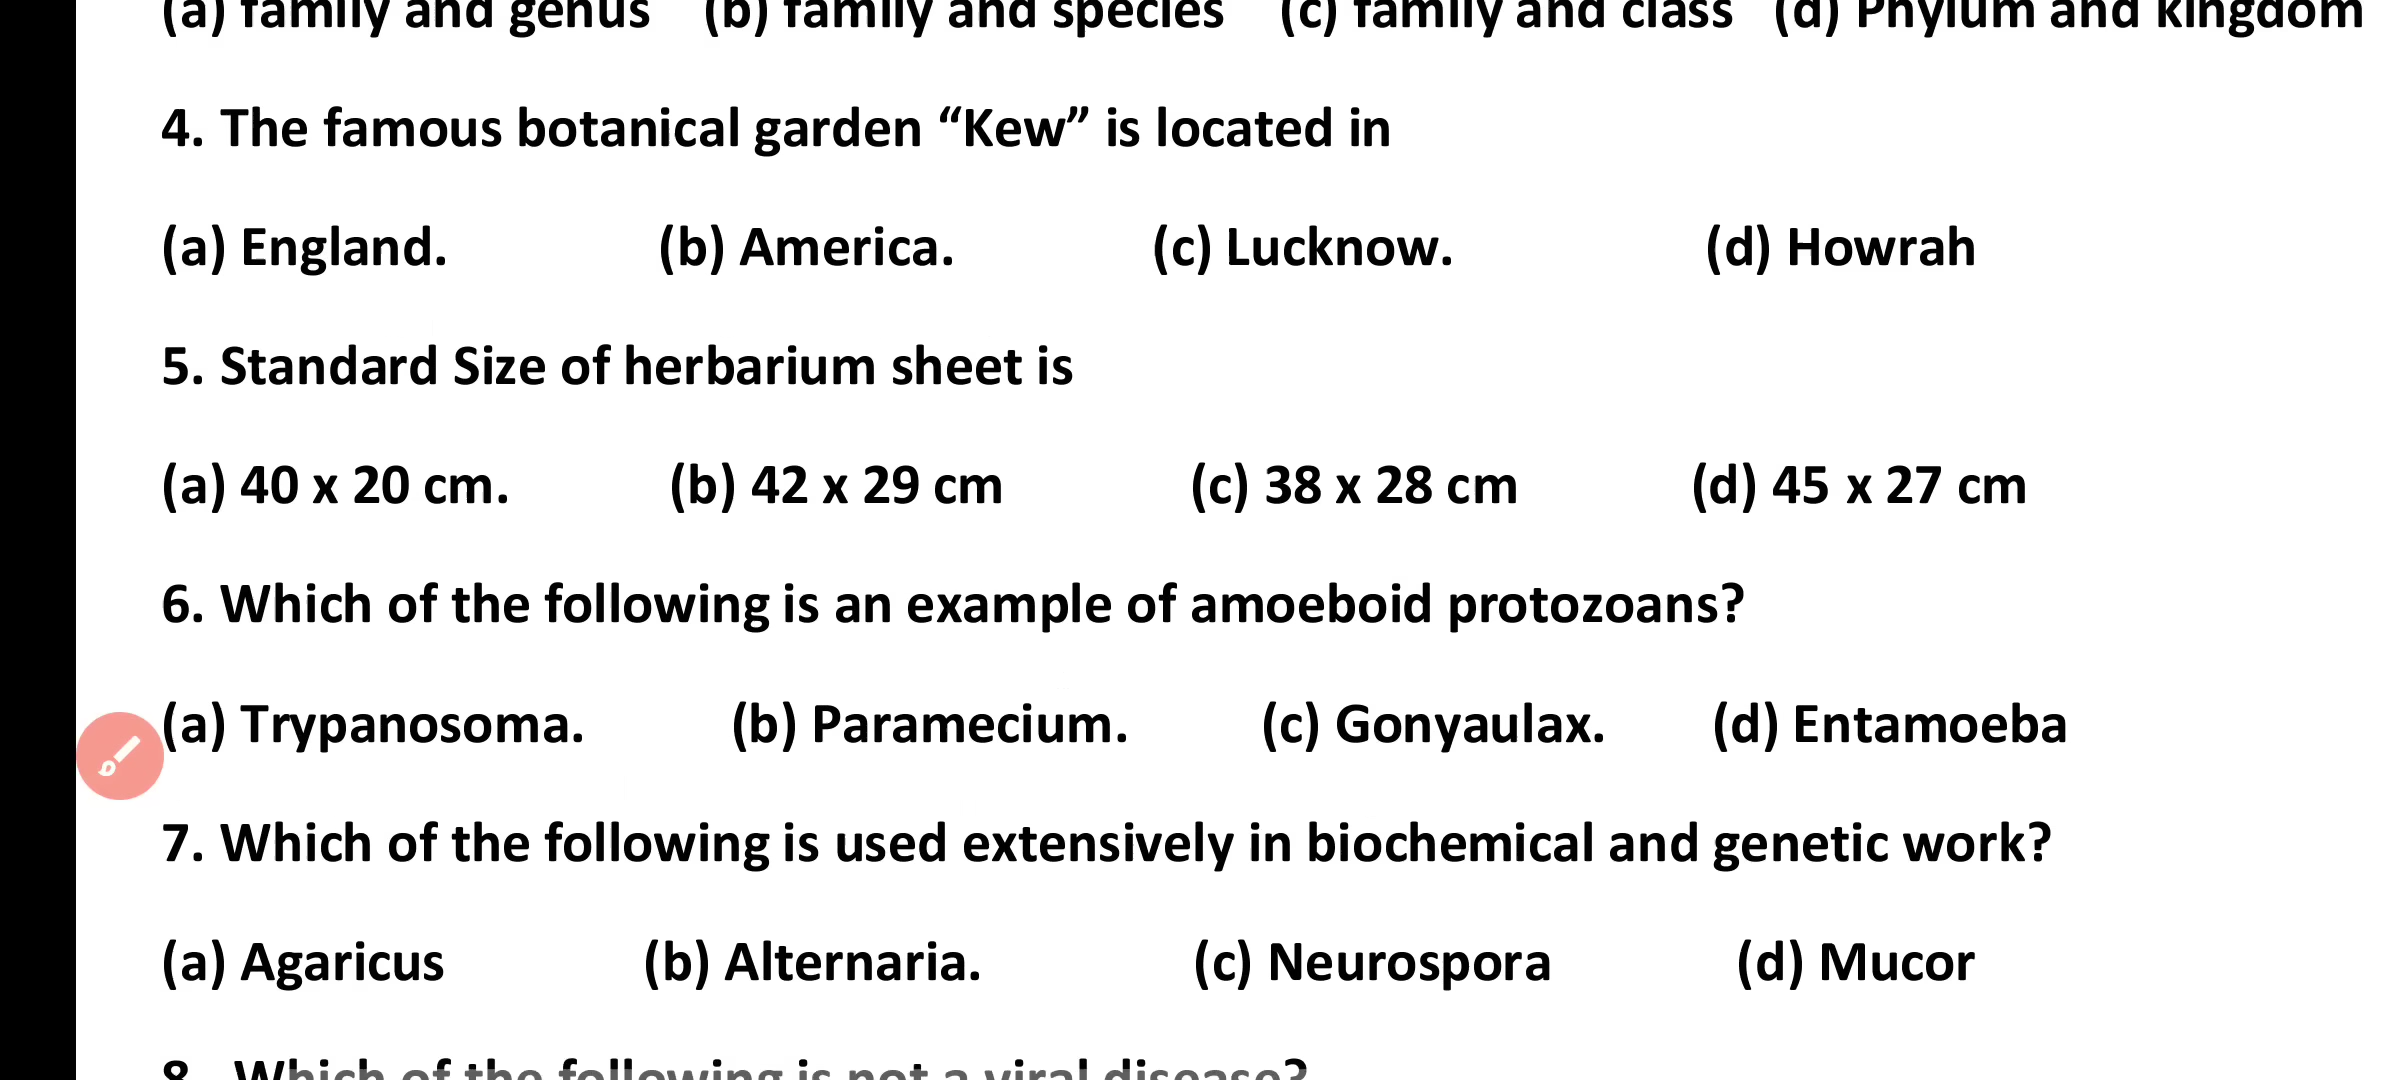 (a) family and genus (b) family and species (c) family and class (d) Phylum and kingdom
4. The famous botanical garden “Kew” is located in
(a) England. (b) America. (c) Lucknow. (d) Howrah
5. Standard Size of herbarium sheet is
(a) 40 x 20 cm. (b) 42 x 29 cm (c) 38 x 28 cm (d) 45 x 27 cm
6. Which of the following is an example of amoeboid protozoans?
(a) Trypanosoma. (b) Paramecium. (c) Gonyaulax. (d) Entamoeba
7. Which of the following is used extensively in biochemical and genetic work?
(a) Agaricus (b) Alternaria. (c) Neurospora (d) Mucor
8. Which of the following is not a viral disease?